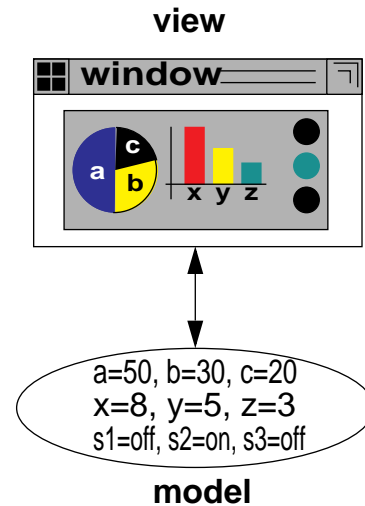 view
window
c
a
b
x y z
a=50, b=30, c=20
x=8, y=5, z=3
s1=off, s2=on, s3=off
model